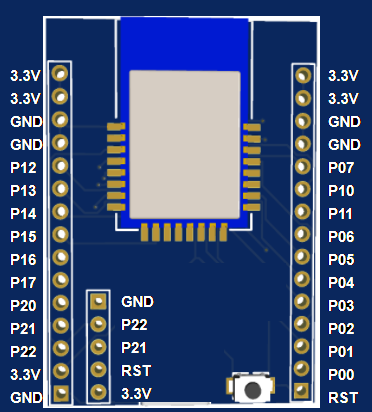 3.3V
3.3V
GND
GND
P12
P13
P14
P15
P16
P17
P20
P21
P22
3.3V
GND
GND
P22
P21
RST
3.3V
3.3V
3.3V
GND
GND
P07
P10
P11
P06
P05
P04
P03
P02
P01
P00
RST